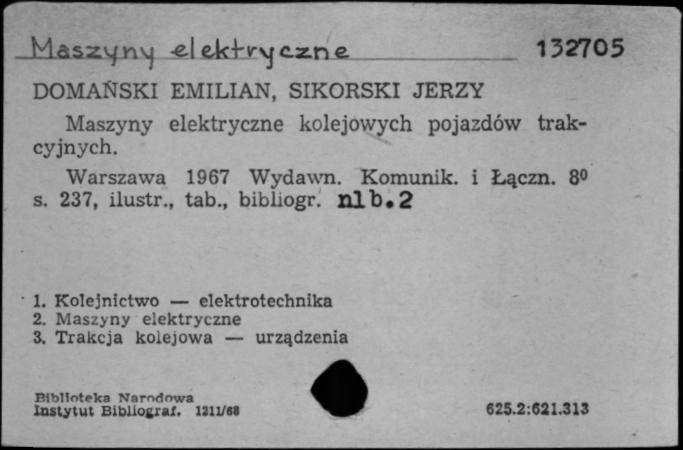 Maszyny elektryczne 132705
DOMAŃSKI EMILIAN, SIKORSKI JERZY
Maszyny elektryczne kolejowych pojazdów trak-
cyjnych.
Warszawa 1967 Wydawn. Komunik. i Łączn. 8⁰
s. 237, ilustr., tab., bibliogr. nlb.2
1. Kolejnictwo — elektrotechnika
2. Maszyny elektryczne
3. Trakcja kolejowa — urządzenia
Biblioteka Narodowa
Instytut Bibliograf. 1211/68
625.2:621.313